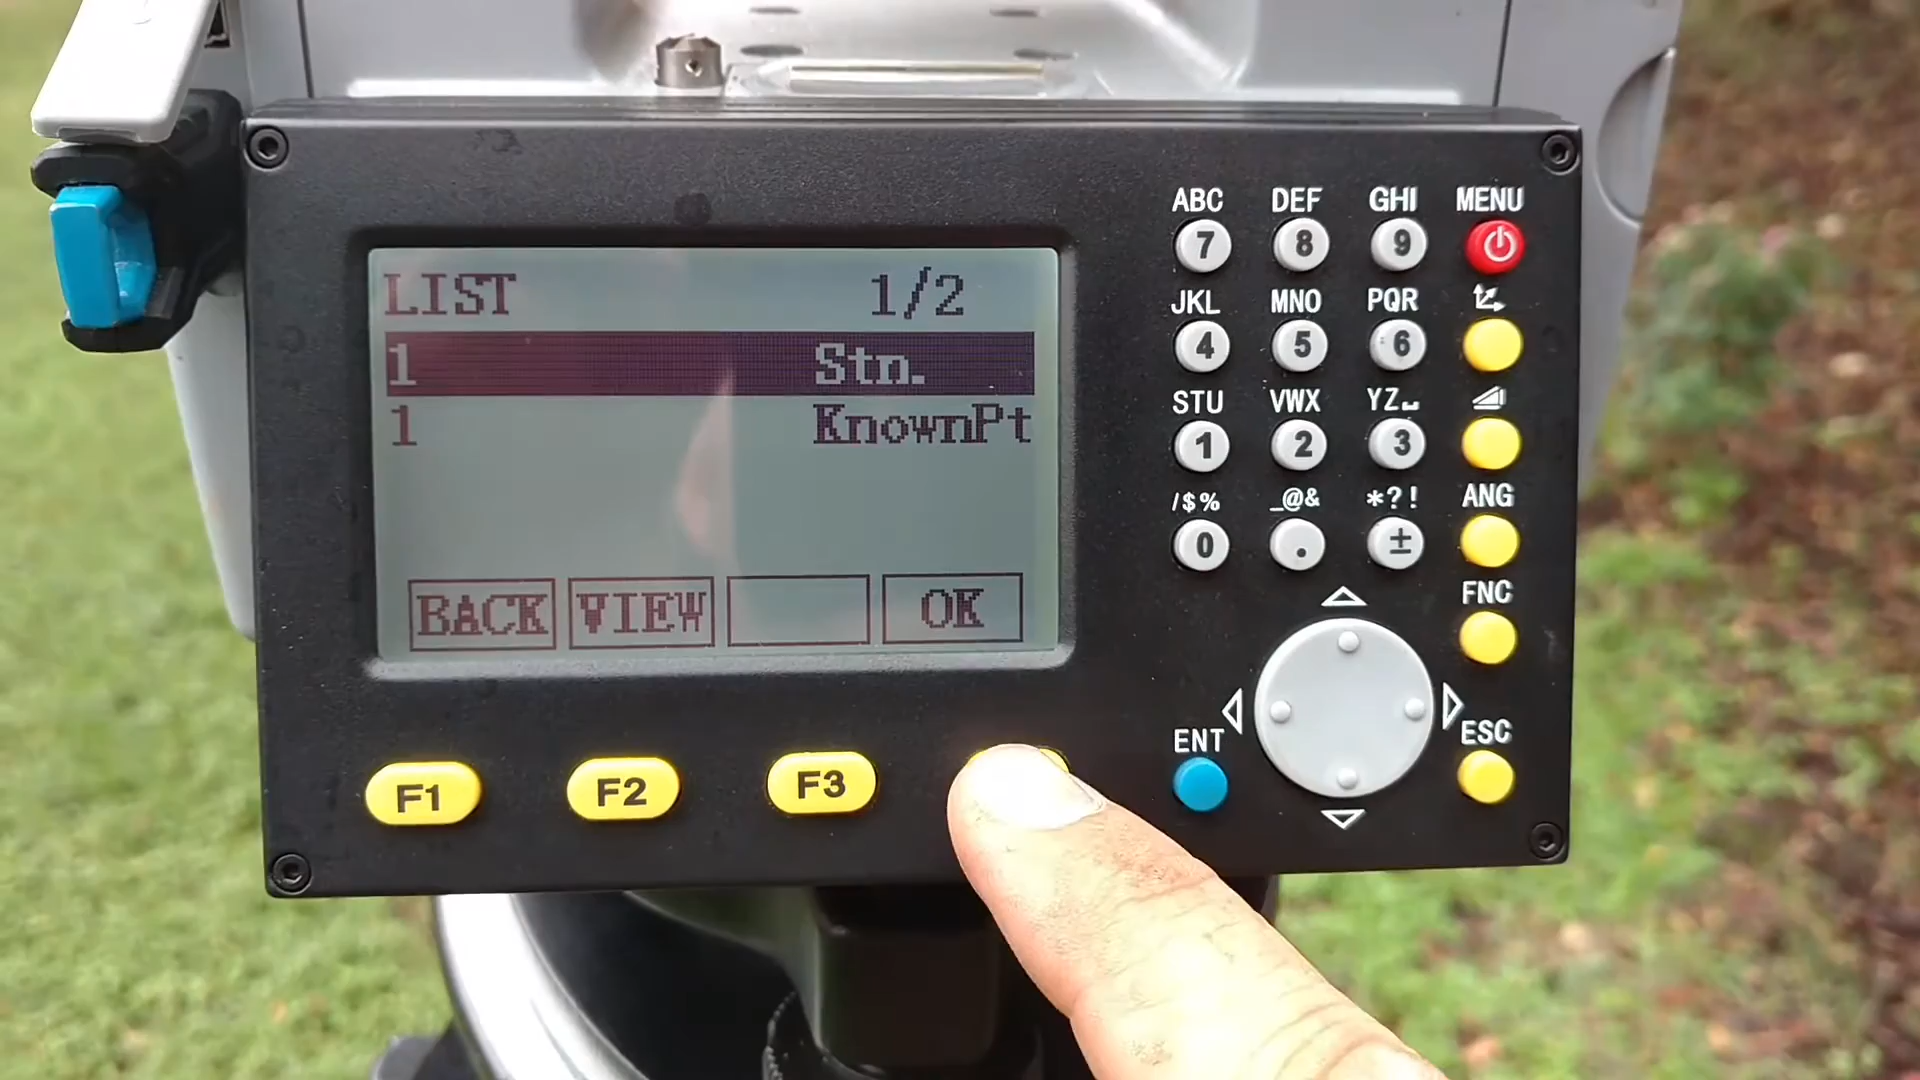 LIST 1/2
1 Stn.
1 KnownPt
BACK VIEW OK
F1 F2 F3
ABC DEF GHI MENU
7 8 9
JKL MNO PQR
4 5 6
STU VWX YZ␣
1 2 3
/$% _@& *?! ANG
0 . ±
FNC
ENT ESC